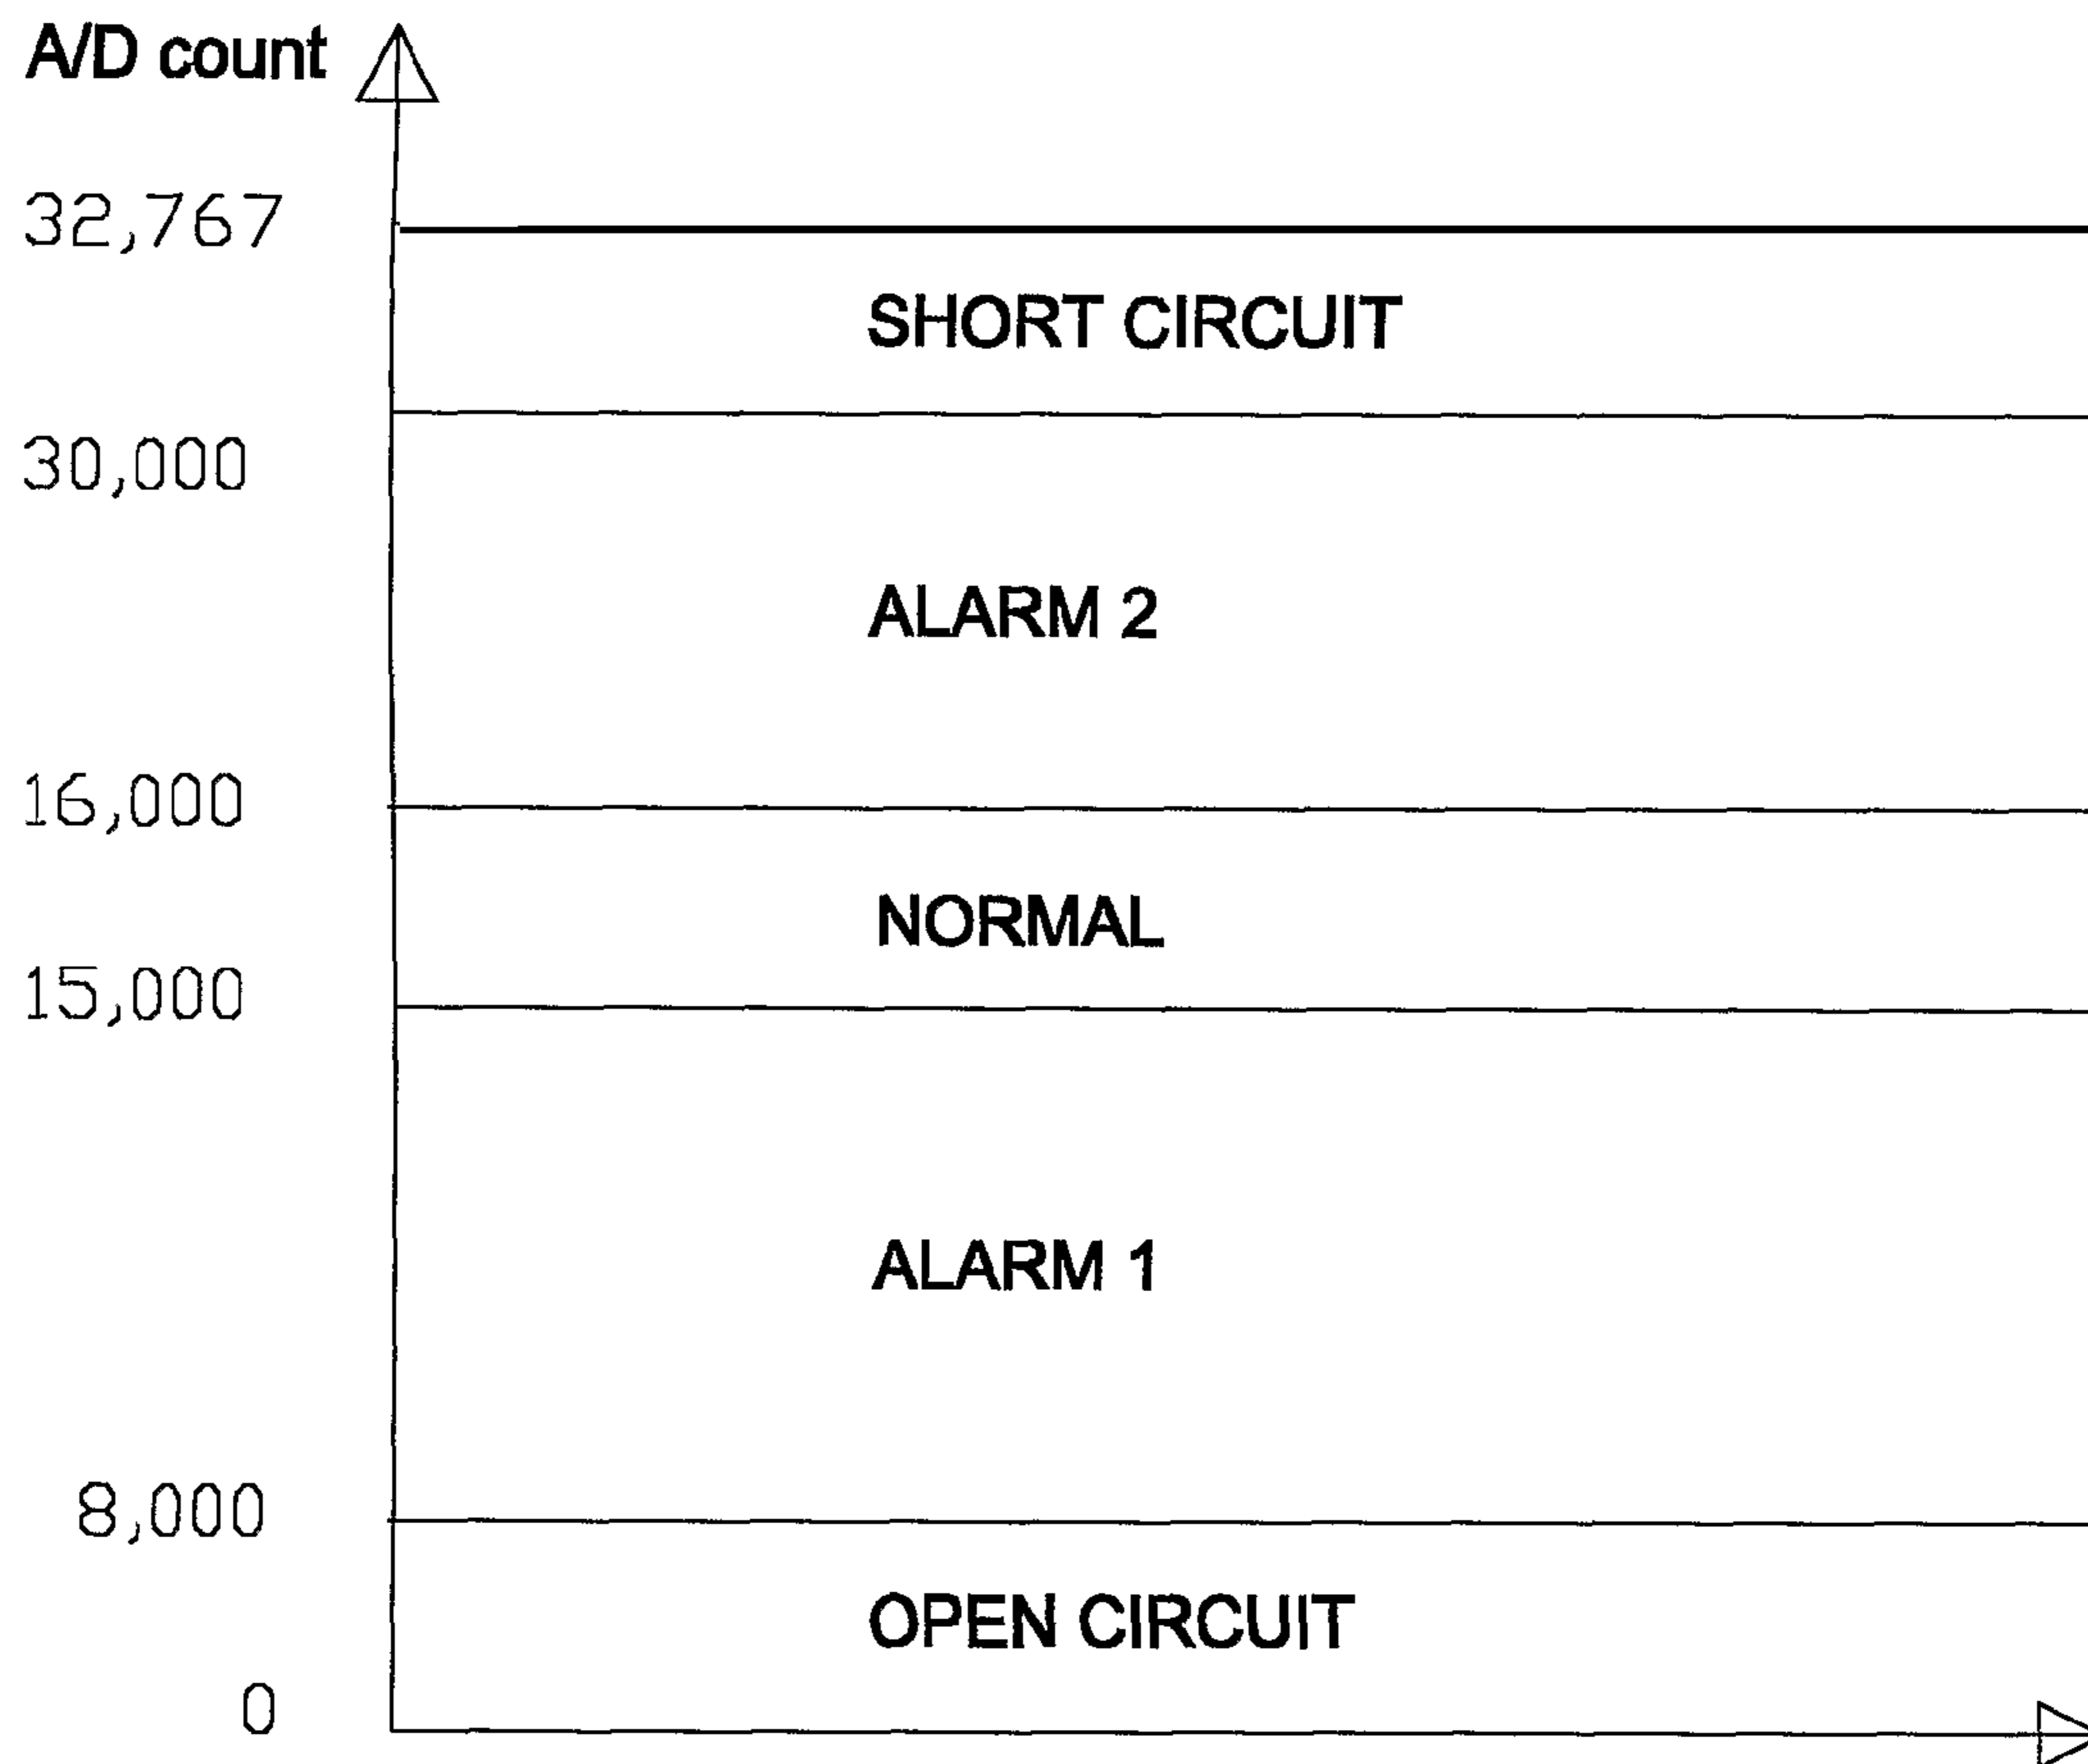 A/D count
32,767
SHORT CIRCUIT
30,000
ALARM 2
16,000
NORMAL
15,000
ALARM 1
8,000
OPEN CIRCUIT
0